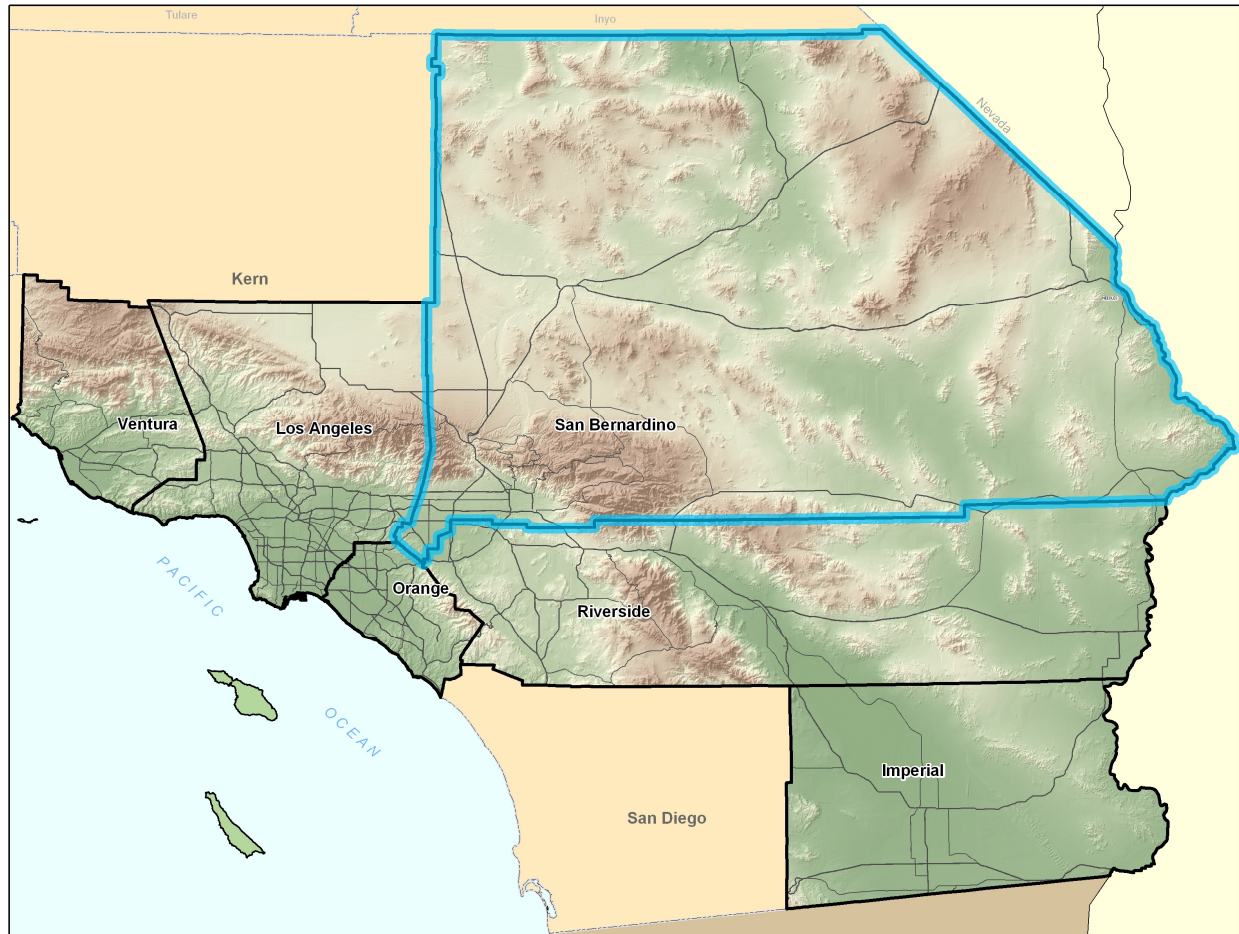 Tulare
Inyo
Nevada
Kern
Ventura
Los Angeles
San Bernardino
PACIFIC
Orange
Riverside
OCEAN
Imperial
San Diego